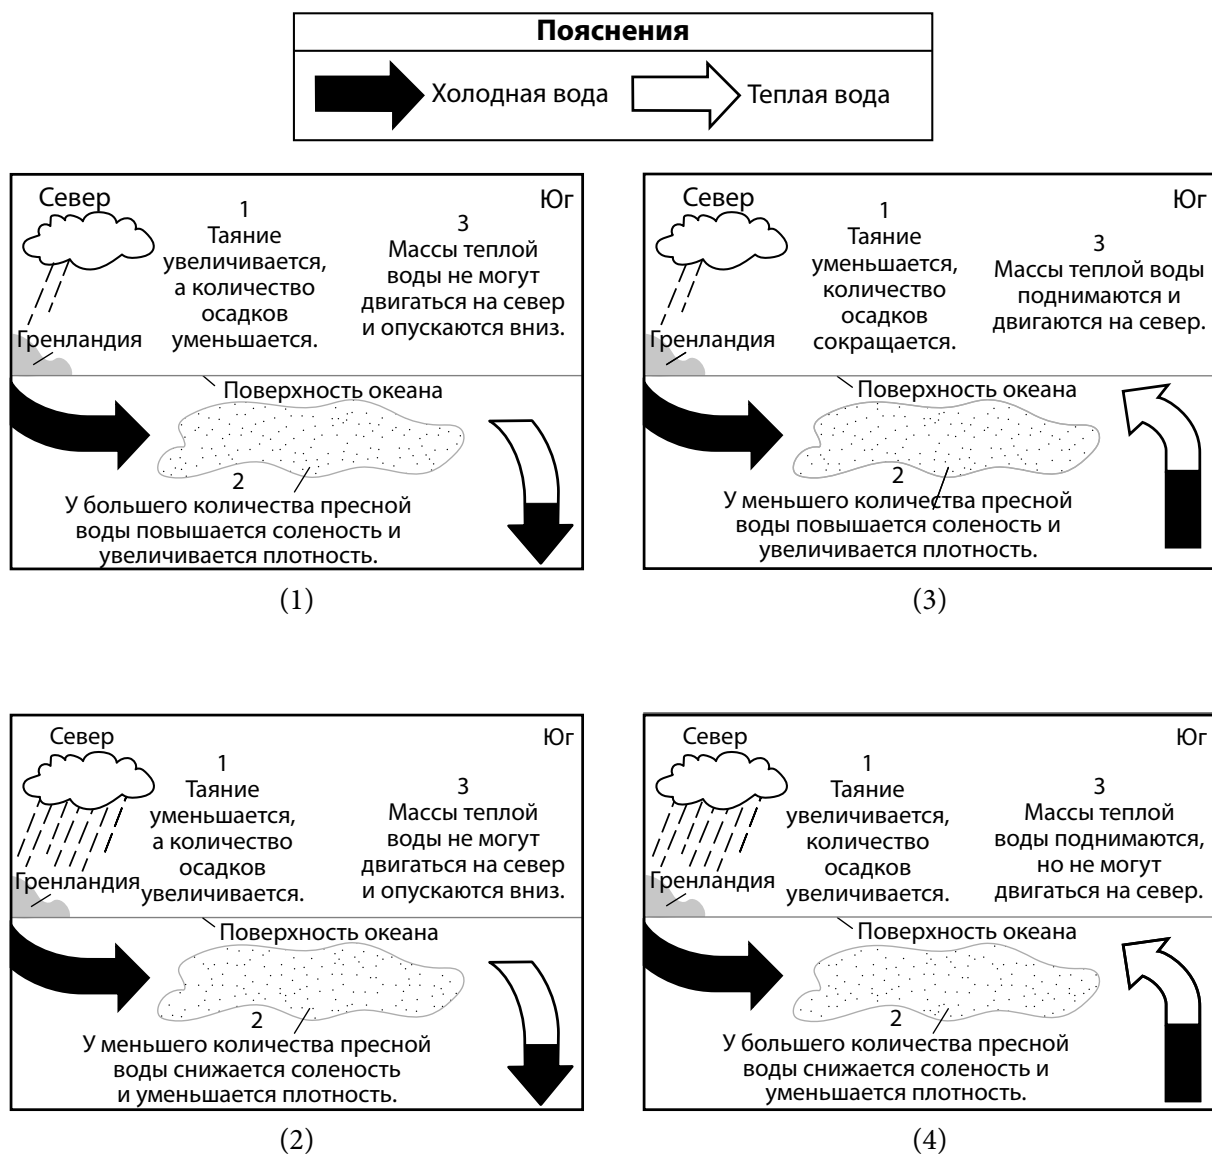 Пояснения
Холодная вода
Теплая вода
Север
Юг
1
Таяние
увеличивается,
а количество
осадков
уменьшается.
3
Массы теплой
воды не могут
двигаться на север
и опускаются вниз.
Гренландия
Поверхность океана
2
У большего количества пресной
воды повышается соленость и
увеличивается плотность.
(1)
Север
Юг
1
Таяние
уменьшается,
количество
осадков
сокращается.
3
Массы теплой воды
поднимаются и
двигаются на север.
Гренландия
Поверхность океана
2
У меньшего количества пресной
воды повышается соленость и
увеличивается плотность.
(3)
Север
Юг
1
Таяние
уменьшается,
а количество
осадков
увеличивается.
3
Массы теплой
воды не могут
двигаться на север
и опускаются вниз.
Гренландия
Поверхность океана
2
У меньшего количества пресной
воды снижается соленость
и уменьшается плотность.
(2)
Север
Юг
1
Таяние
увеличивается,
количество
осадков
увеличивается.
3
Массы теплой
воды поднимаются,
но не могут
двигаться на север.
Гренландия
Поверхность океана
2
У большего количества пресной
воды снижается соленость и
уменьшается плотность.
(4)